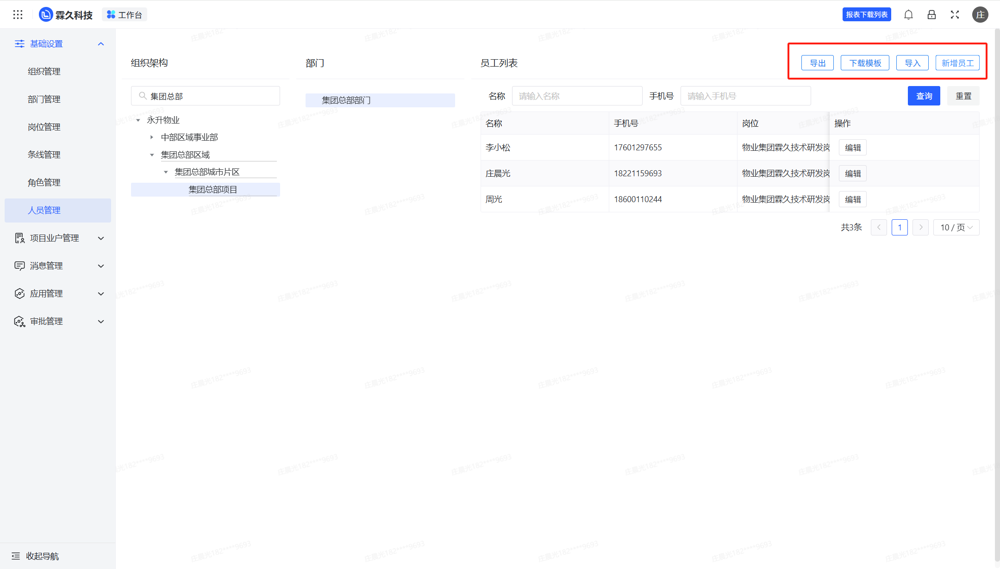 霖久科技
工作台
报表下载列表
庄
基础设置
组织管理
部门管理
岗位管理
条线管理
角色管理
人员管理
项目业户管理
消息管理
应用管理
审批管理
收起导航
组织架构
集团总部
永升物业
中部区域事业部
集团总部区域
集团总部城市片区
集团总部项目
部门
集团总部部门
员工列表
导出 下载模板 导入 新增员工
名称 请输入名称 手机号 请输入手机号 查询 重置
名称 手机号 岗位 操作
李小松 17601297655 物业集团霖久技术研发岗 编辑
庄晨光 18221159693 物业集团霖久技术研发岗 编辑
周光 18600110244 物业集团霖久技术研发岗 编辑
共3条 1 10 / 页
庄晨光182****9693